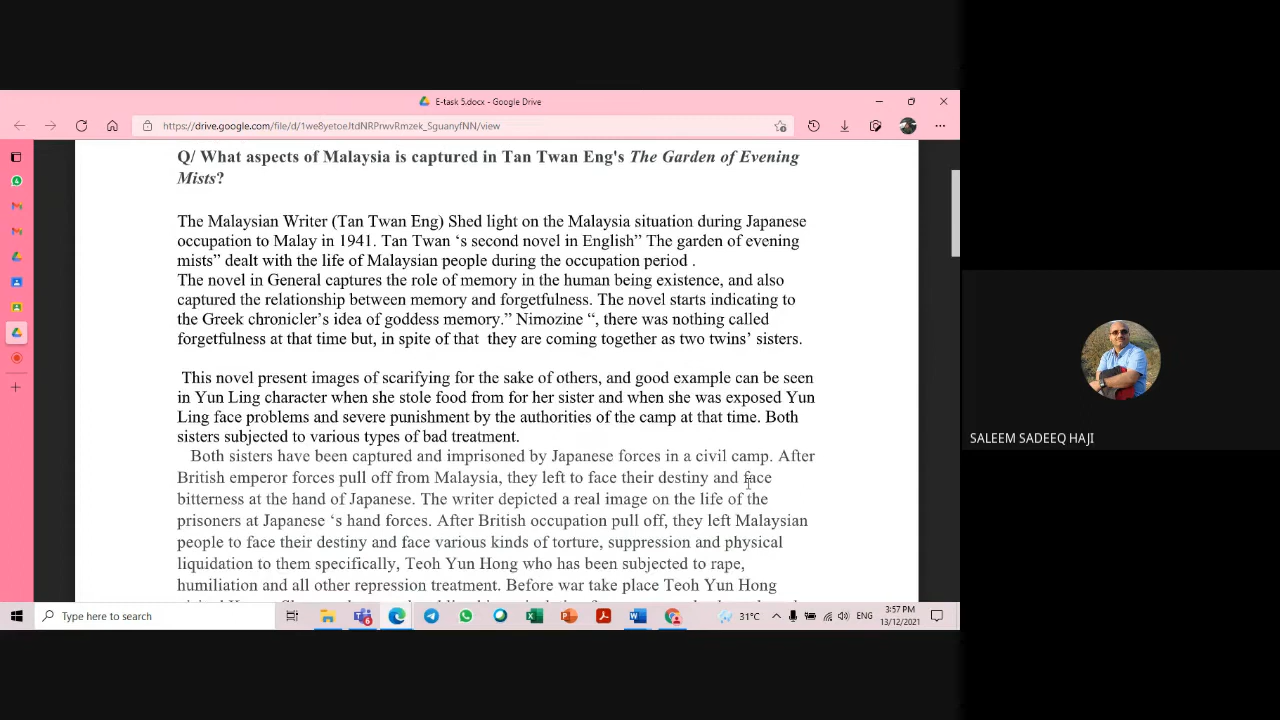 E-task 5.docx - Google Drive
https://drive.google.com/file/d/1we8yetoeJtdNRPrwvRmzek_SguanyfNN/view
Q/ What aspects of Malaysia is captured in Tan Twan Eng's The Garden of Evening
Mists?
The Malaysian Writer (Tan Twan Eng) Shed light on the Malaysia situation during Japanese
occupation to Malay in 1941. Tan Twan ‘s second novel in English” The garden of evening
mists” dealt with the life of Malaysian people during the occupation period .
The novel in General captures the role of memory in the human being existence, and also
captured the relationship between memory and forgetfulness. The novel starts indicating to
the Greek chronicler’s idea of goddess memory.” Nimozine “, there was nothing called
forgetfulness at that time but, in spite of that they are coming together as two twins’ sisters.
This novel present images of scarifying for the sake of others, and good example can be seen
in Yun Ling character when she stole food from for her sister and when she was exposed Yun
Ling face problems and severe punishment by the authorities of the camp at that time. Both
sisters subjected to various types of bad treatment.
Both sisters have been captured and imprisoned by Japanese forces in a civil camp. After
British emperor forces pull off from Malaysia, they left to face their destiny and face
bitterness at the hand of Japanese. The writer depicted a real image on the life of the
prisoners at Japanese ‘s hand forces. After British occupation pull off, they left Malaysian
people to face their destiny and face various kinds of torture, suppression and physical
liquidation to them specifically, Teoh Yun Hong who has been subjected to rape,
humiliation and all other repression treatment. Before war take place Teoh Yun Hong
SALEEM SADEEQ HAJI
Type here to search
31°C
ENG
3:57 PM
13/12/2021